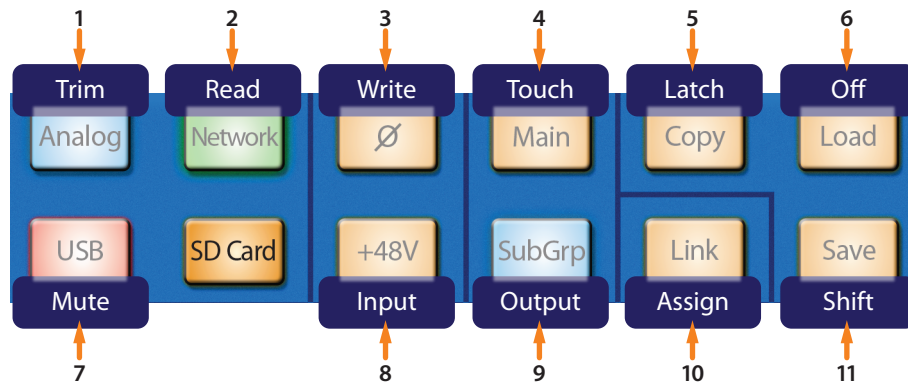 1 2 3 4 5 6
Trim Read Write Touch Latch Off
Analog Network Ø Main Copy Load
USB SD Card +48V SubGrp Link Save
Mute Input Output Assign Shift
7 8 9 10 11